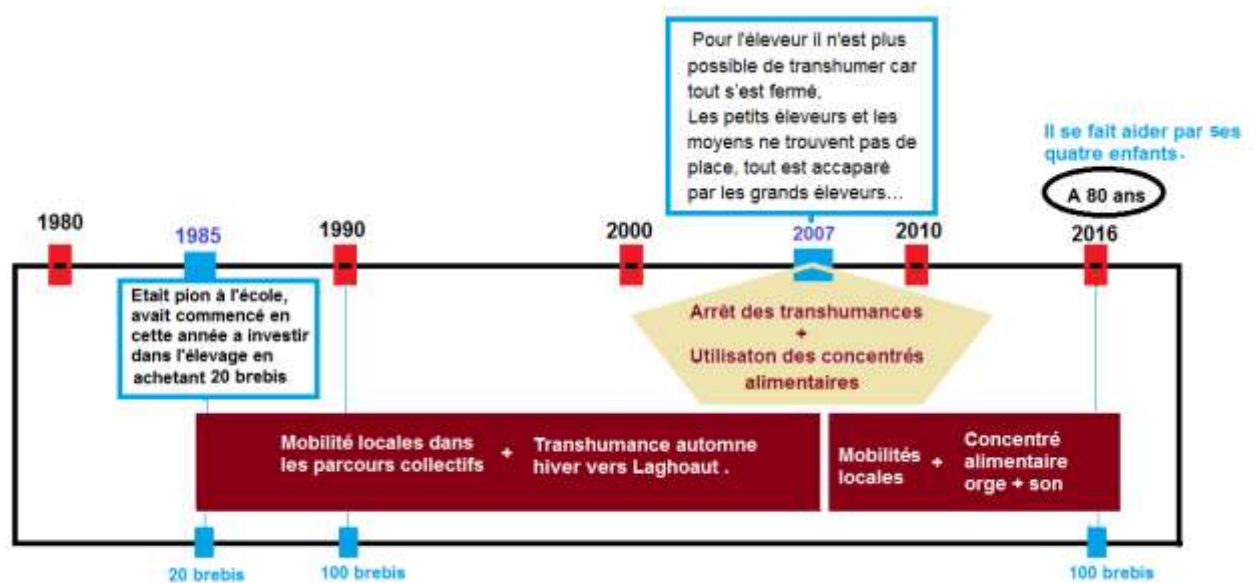 Pour l'éleveur il n'est plus
possible de transhumer car
tout s'est fermé.
Les petits éleveurs et les
moyens ne trouvent pas de
place, tout est accaparé
par les grands éleveurs...
Il se fait aider par ses
quatre enfants.
A 80 ans
1980
1985
1990
2000
2007
2010
2016
Etait pion à l'école,
avait commencé en
cette année a investir
dans l'élevage en
achetant 20 brebis
Arrêt des transhumances
+
Utilisaton des concentrés
alimentaires
Mobilité locales dans
les parcours collectifs
+
Transhumance automne
hiver vers Laghoaut .
Mobilités
locales
+
Concentré
alimentaire
orge + son
20 brebis
100 brebis
100 brebis